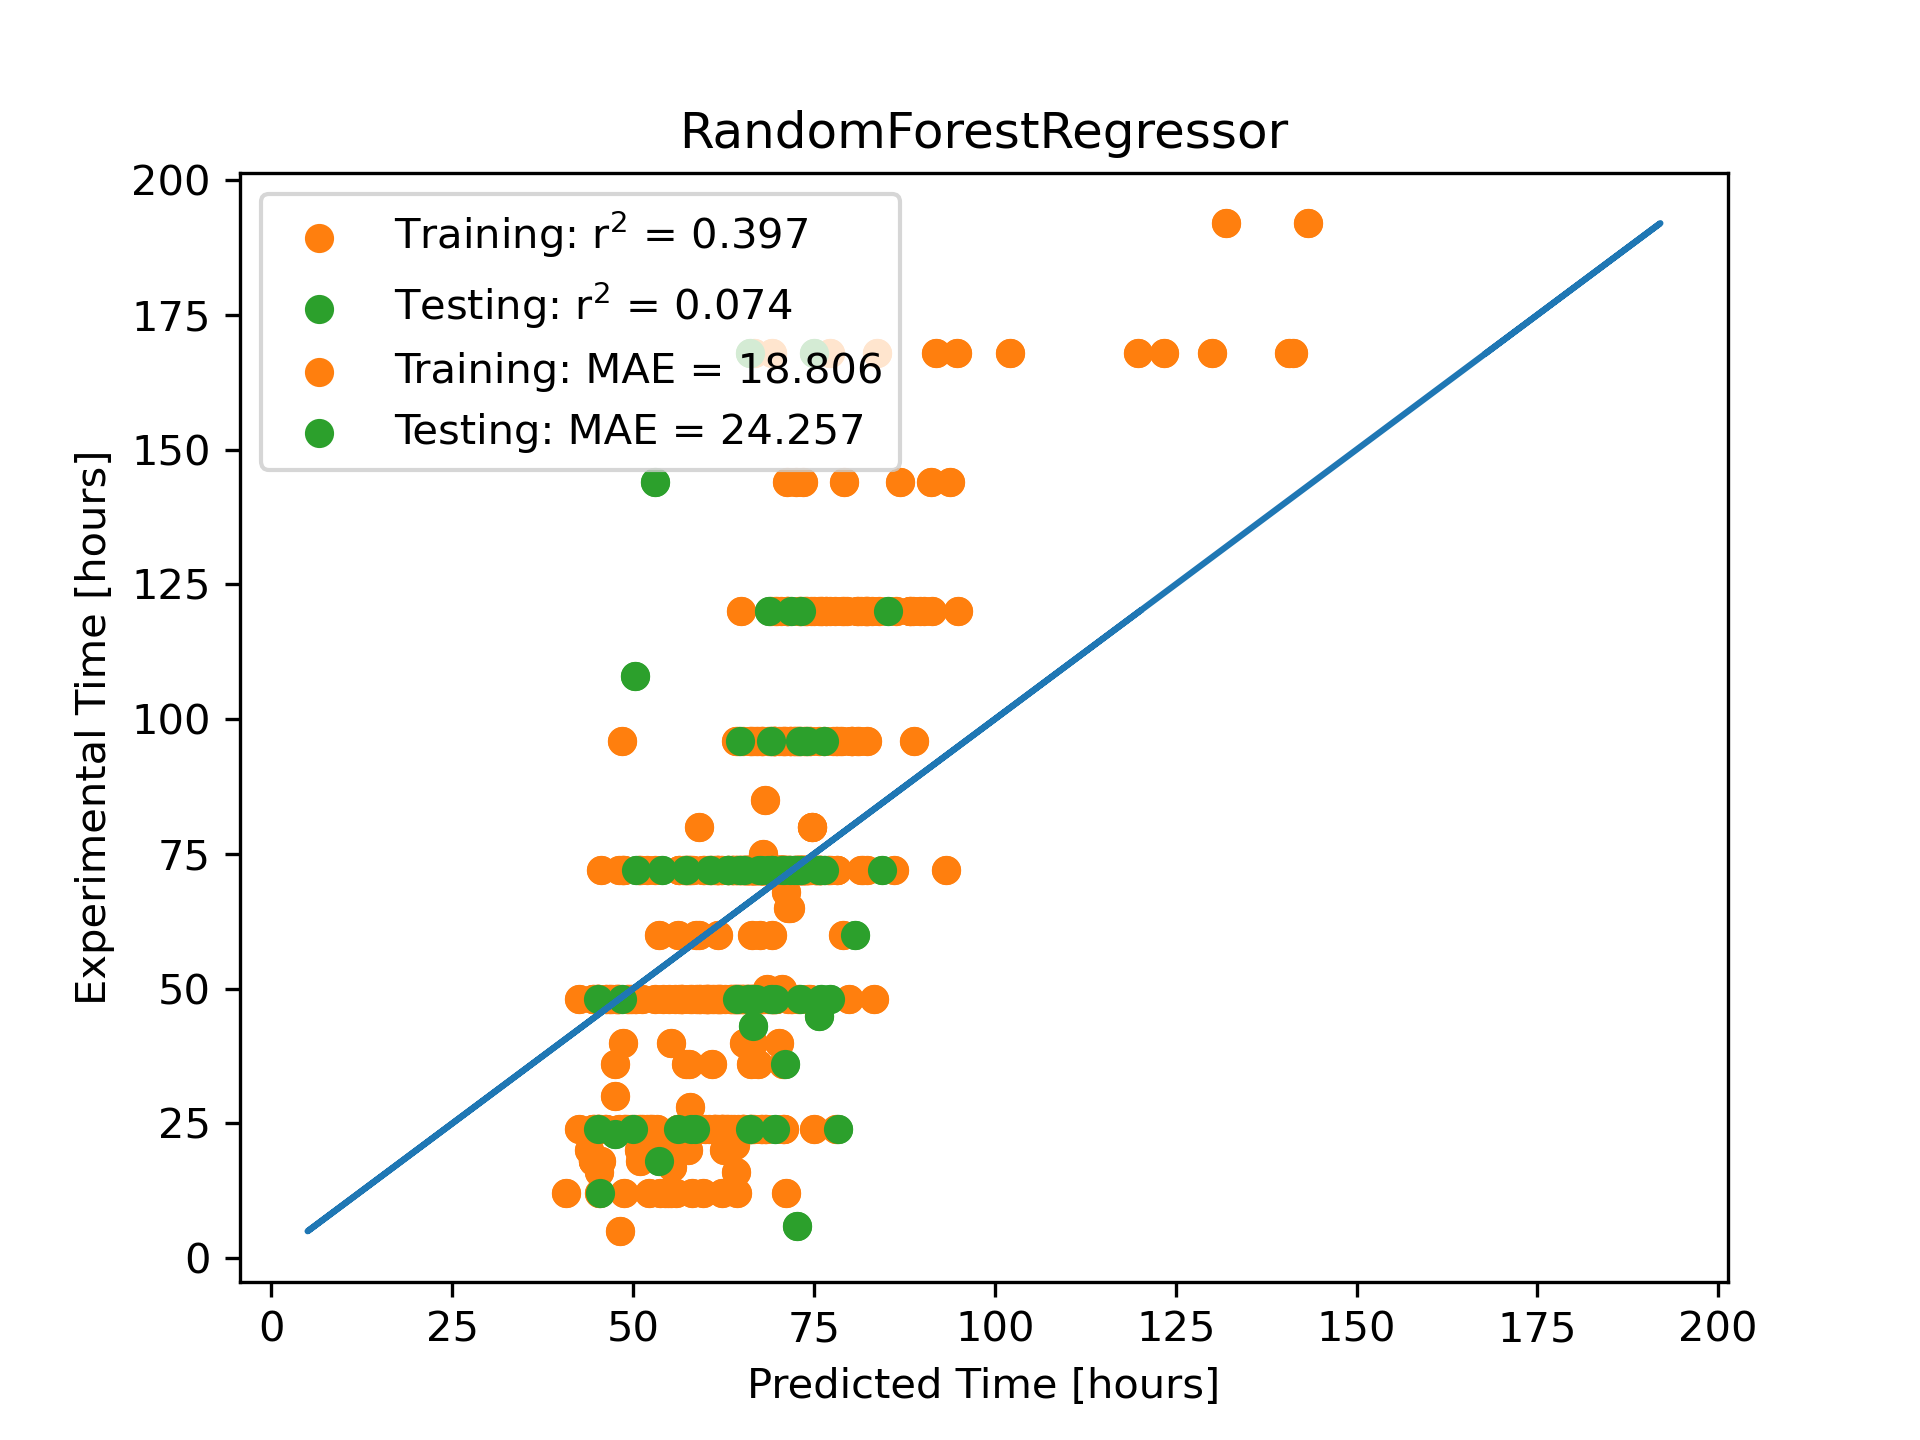 RandomForestRegressor
Training: r² = 0.397
Testing: r² = 0.074
Training: MAE = 18.806
Testing: MAE = 24.257
200
175
150
125
100
75
50
25
0
Experimental Time [hours]
0 25 50 75 100 125 150 175 200
Predicted Time [hours]